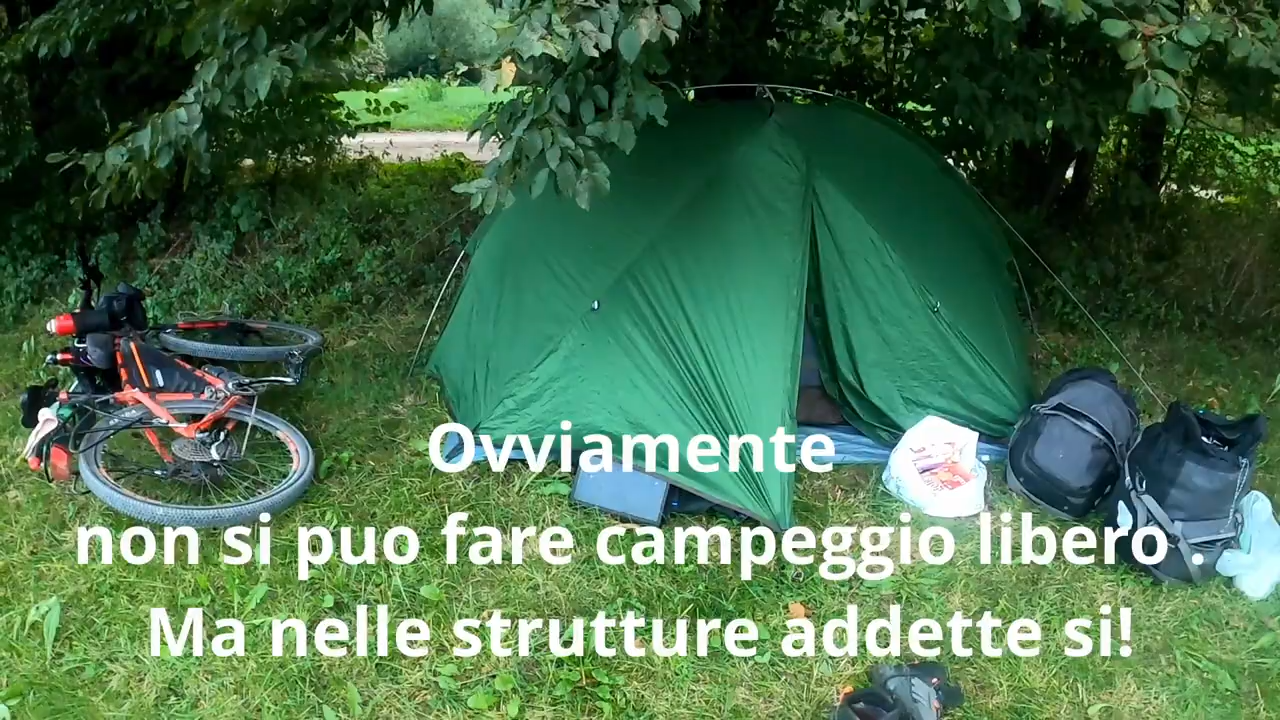 Ovviamente
non si puo fare campeggio libero .
Ma nelle strutture addette si!